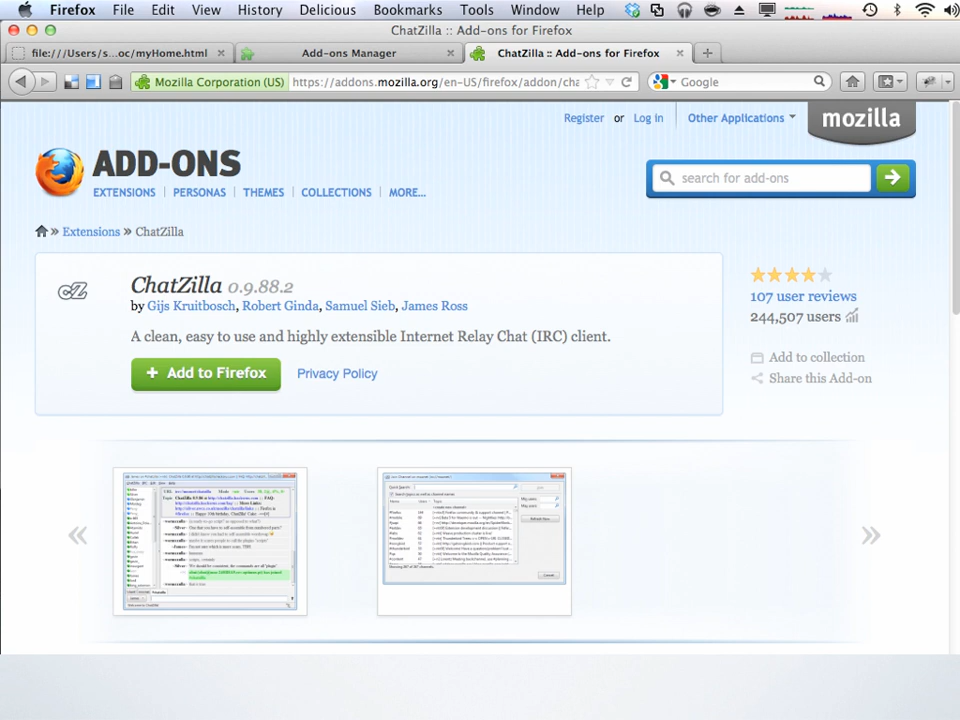 Firefox File Edit View History Delicious Bookmarks Tools Window Help
ChatZilla :: Add-ons for Firefox
file:///Users/s...oc/myHome.html Add-ons Manager ChatZilla :: Add-ons for Firefox
Mozilla Corporation (US) https://addons.mozilla.org/en-US/firefox/addon/cha Google
Register or Log in Other Applications mozilla
ADD-ONS
EXTENSIONS PERSONAS THEMES COLLECTIONS MORE...
search for add-ons
» Extensions » ChatZilla
cZ
ChatZilla 0.9.88.2
by Gijs Kruitbosch, Robert Ginda, Samuel Sieb, James Ross
A clean, easy to use and highly extensible Internet Relay Chat (IRC) client.
+ Add to Firefox Privacy Policy
107 user reviews
244,507 users
Add to collection
Share this Add-on
« »